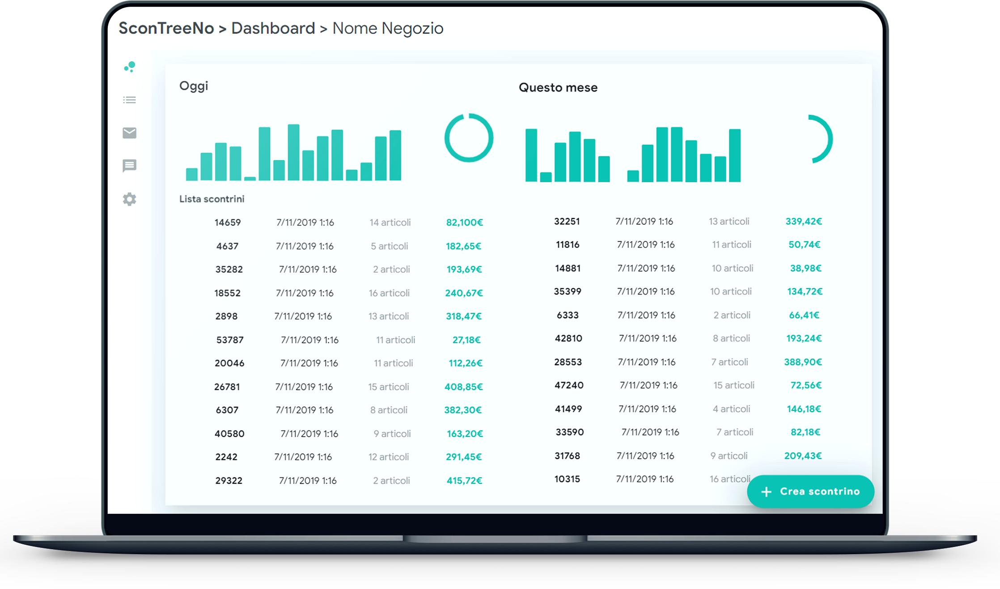 SconTreeNo > Dashboard > Nome Negozio
Oggi
Lista scontrini
14659 7/11/2019 1:16 14 articoli 82,100€
4637 7/11/2019 1:16 5 articoli 182,65€
35282 7/11/2019 1:16 2 articoli 193,69€
18552 7/11/2019 1:16 16 articoli 240,67€
2898 7/11/2019 1:16 13 articoli 318,47€
53787 7/11/2019 1:16 11 articoli 27,18€
20046 7/11/2019 1:16 11 articoli 112,26€
26781 7/11/2019 1:16 15 articoli 408,85€
6307 7/11/2019 1:16 8 articoli 382,30€
40580 7/11/2019 1:16 9 articoli 163,20€
2242 7/11/2019 1:16 12 articoli 291,45€
29322 7/11/2019 1:16 2 articoli 415,72€
Questo mese
32251 7/11/2019 1:16 13 articoli 339,42€
11816 7/11/2019 1:16 11 articoli 50,74€
14881 7/11/2019 1:16 10 articoli 38,98€
35399 7/11/2019 1:16 10 articoli 134,72€
6333 7/11/2019 1:16 2 articoli 66,41€
42810 7/11/2019 1:16 8 articoli 193,24€
28553 7/11/2019 1:16 7 articoli 388,90€
47240 7/11/2019 1:16 15 articoli 72,56€
41499 7/11/2019 1:16 4 articoli 146,18€
33590 7/11/2019 1:16 7 articoli 82,18€
31768 7/11/2019 1:16 9 articoli 209,43€
10315 7/11/2019 1:16 16 articoli
+ Crea scontrino